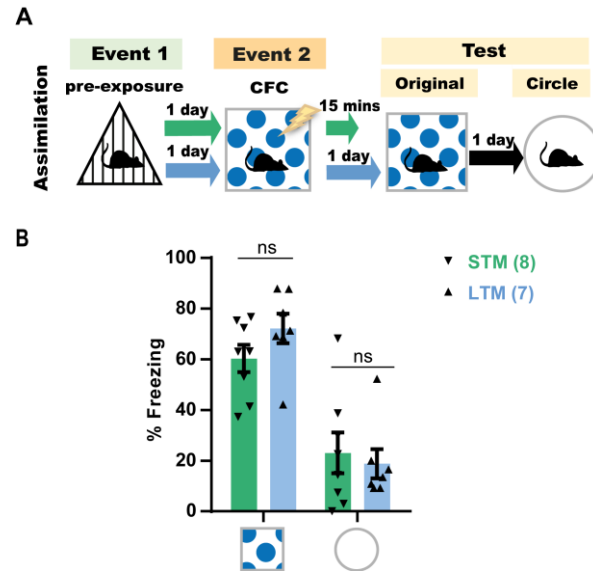 A
Event 1
Event 2
Test
Original
Circle
pre-exposure
CFC
Assimilation
1 day
15 mins
1 day
1 day
1 day
B
ns
ns
STM (8)
LTM (7)
% Freezing
100
80
60
40
20
0